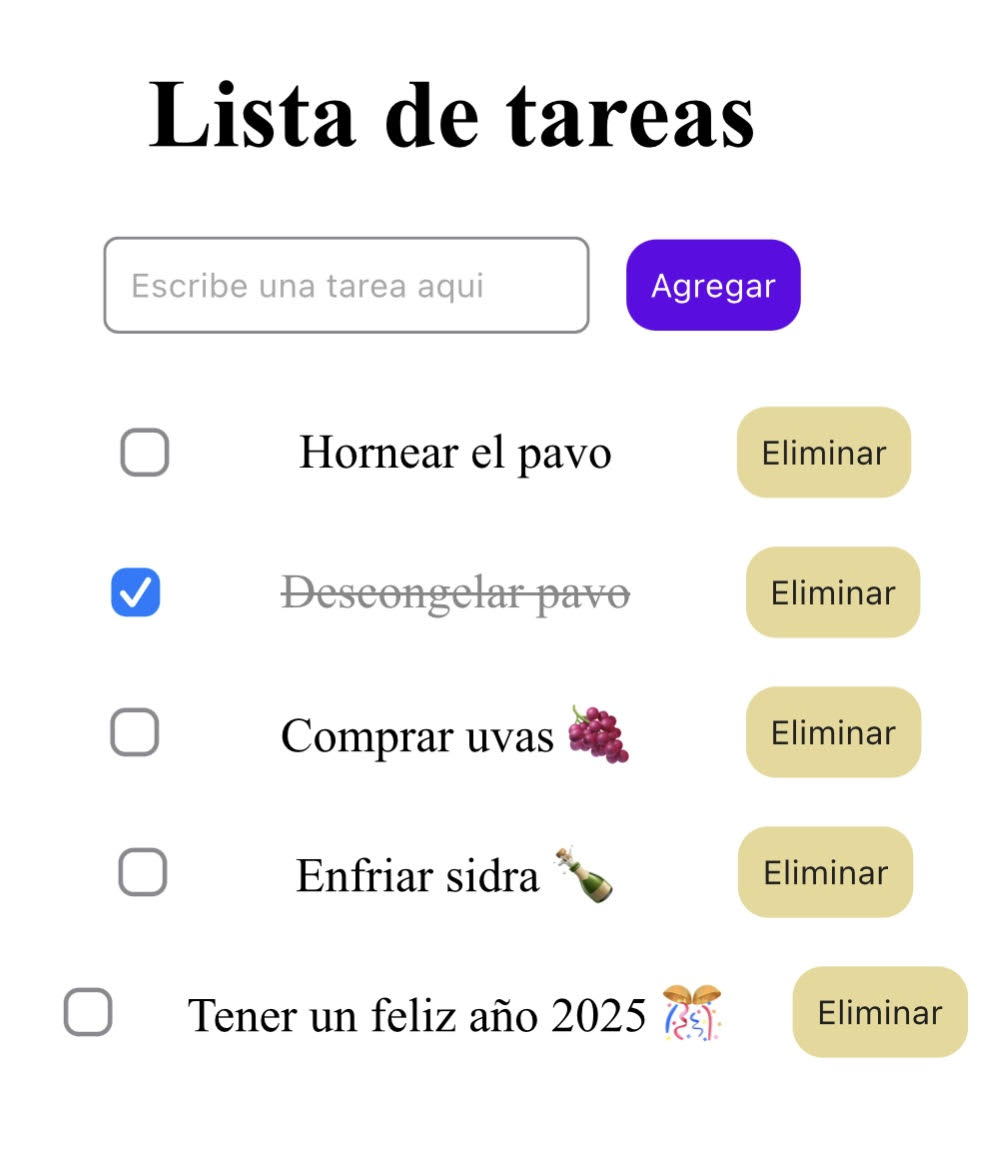 Lista de tareas
Escribe una tarea aqui
Agregar
Hornear el pavo
Eliminar
Descongelar pavo
Eliminar
Comprar uvas 🍇
Eliminar
Enfriar sidra 🍾
Eliminar
Tener un feliz año 2025 🎊
Eliminar